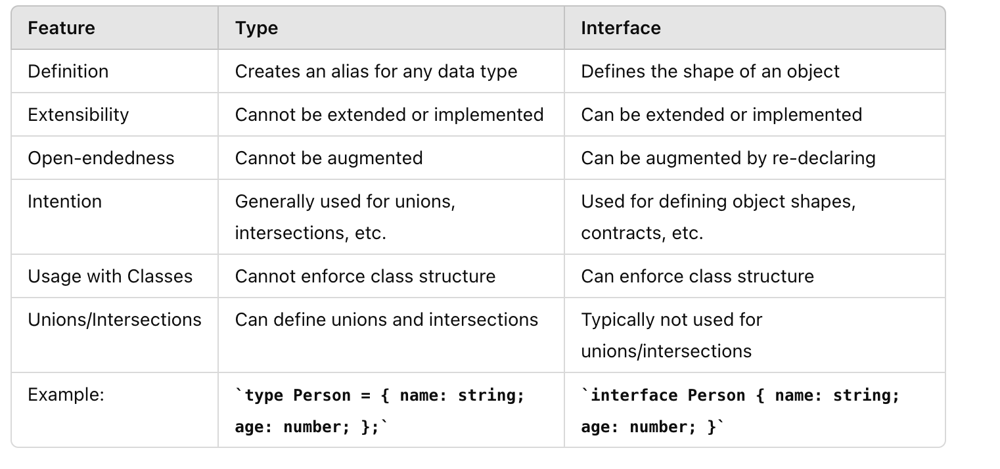 Feature Type Interface
Definition Creates an alias for any data type Defines the shape of an object
Extensibility Cannot be extended or implemented Can be extended or implemented
Open-endedness Cannot be augmented Can be augmented by re-declaring
Intention Generally used for unions, Used for defining object shapes,
intersections, etc. contracts, etc.
Usage with Classes Cannot enforce class structure Can enforce class structure
Unions/Intersections Can define unions and intersections Typically not used for
unions/intersections
Example: `type Person = { name: string; `interface Person { name: string;
age: number; };` age: number; }`